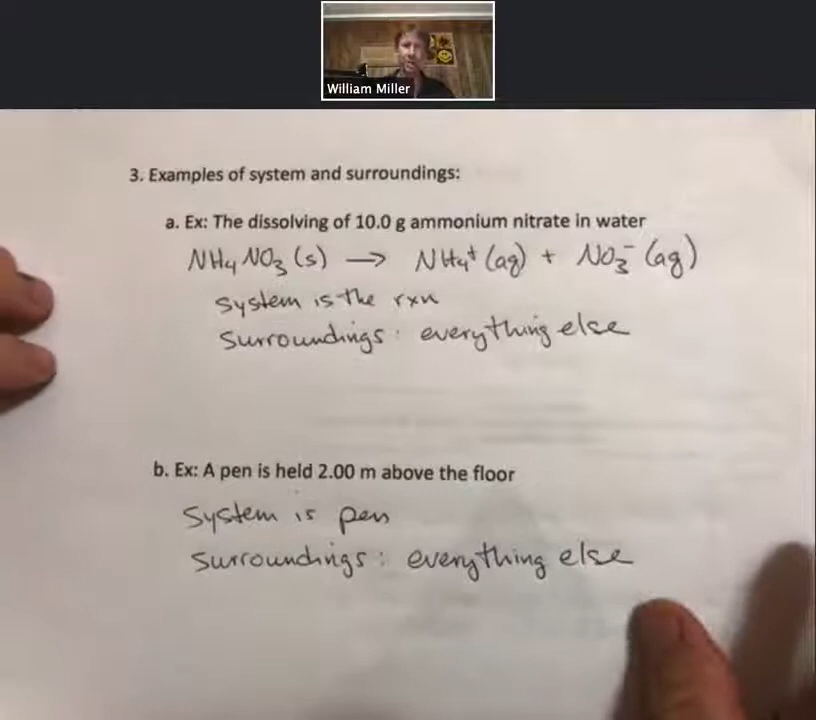 William Miller
3. Examples of system and surroundings:
a. Ex: The dissolving of 10.0 g ammonium nitrate in water
NH₄NO₃ (s) → NH₄⁺ (aq) + NO₃⁻ (aq)
System is the rxn
Surroundings : everything else
b. Ex: A pen is held 2.00 m above the floor
System is pen
Surroundings : everything else